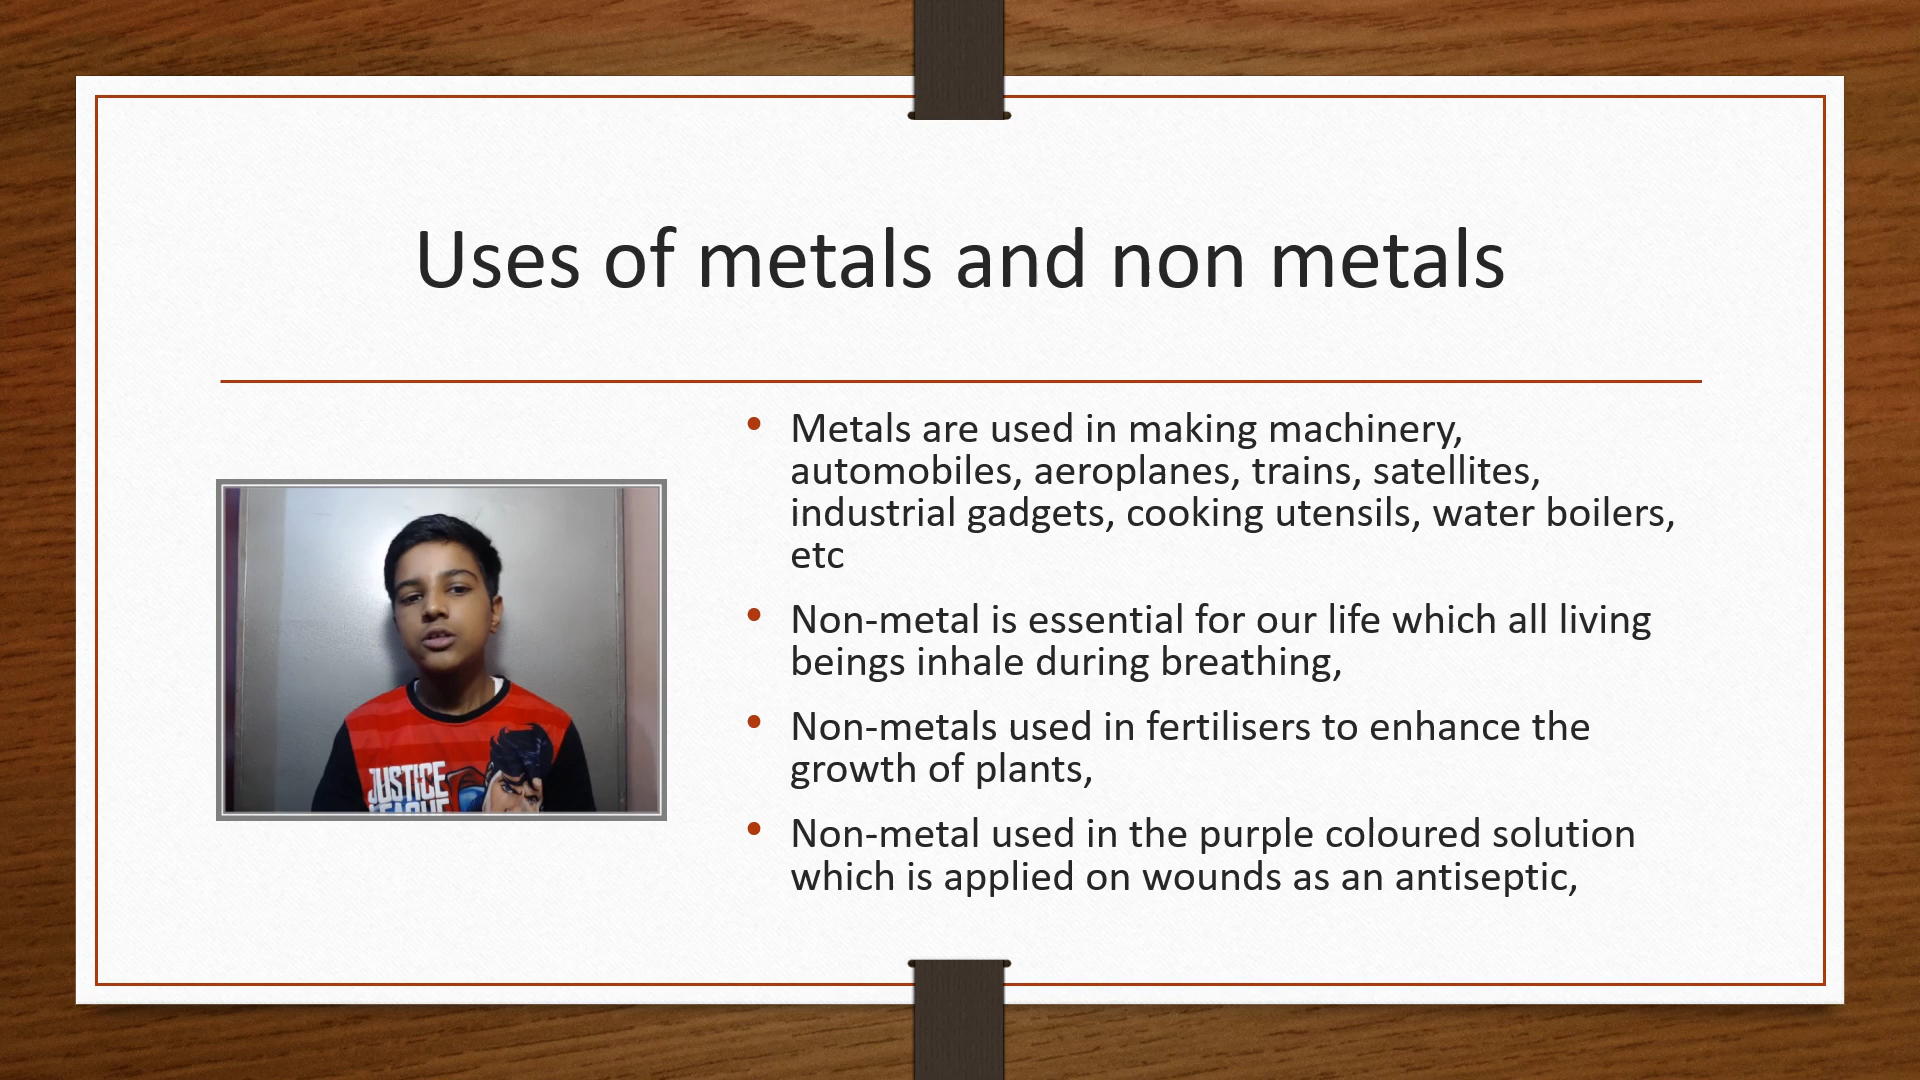 Uses of metals and non metals
• Metals are used in making machinery,
automobiles, aeroplanes, trains, satellites,
industrial gadgets, cooking utensils, water boilers,
etc
• Non-metal is essential for our life which all living
beings inhale during breathing,
• Non-metals used in fertilisers to enhance the
growth of plants,
• Non-metal used in the purple coloured solution
which is applied on wounds as an antiseptic,
JUSTICE
LEAGUE